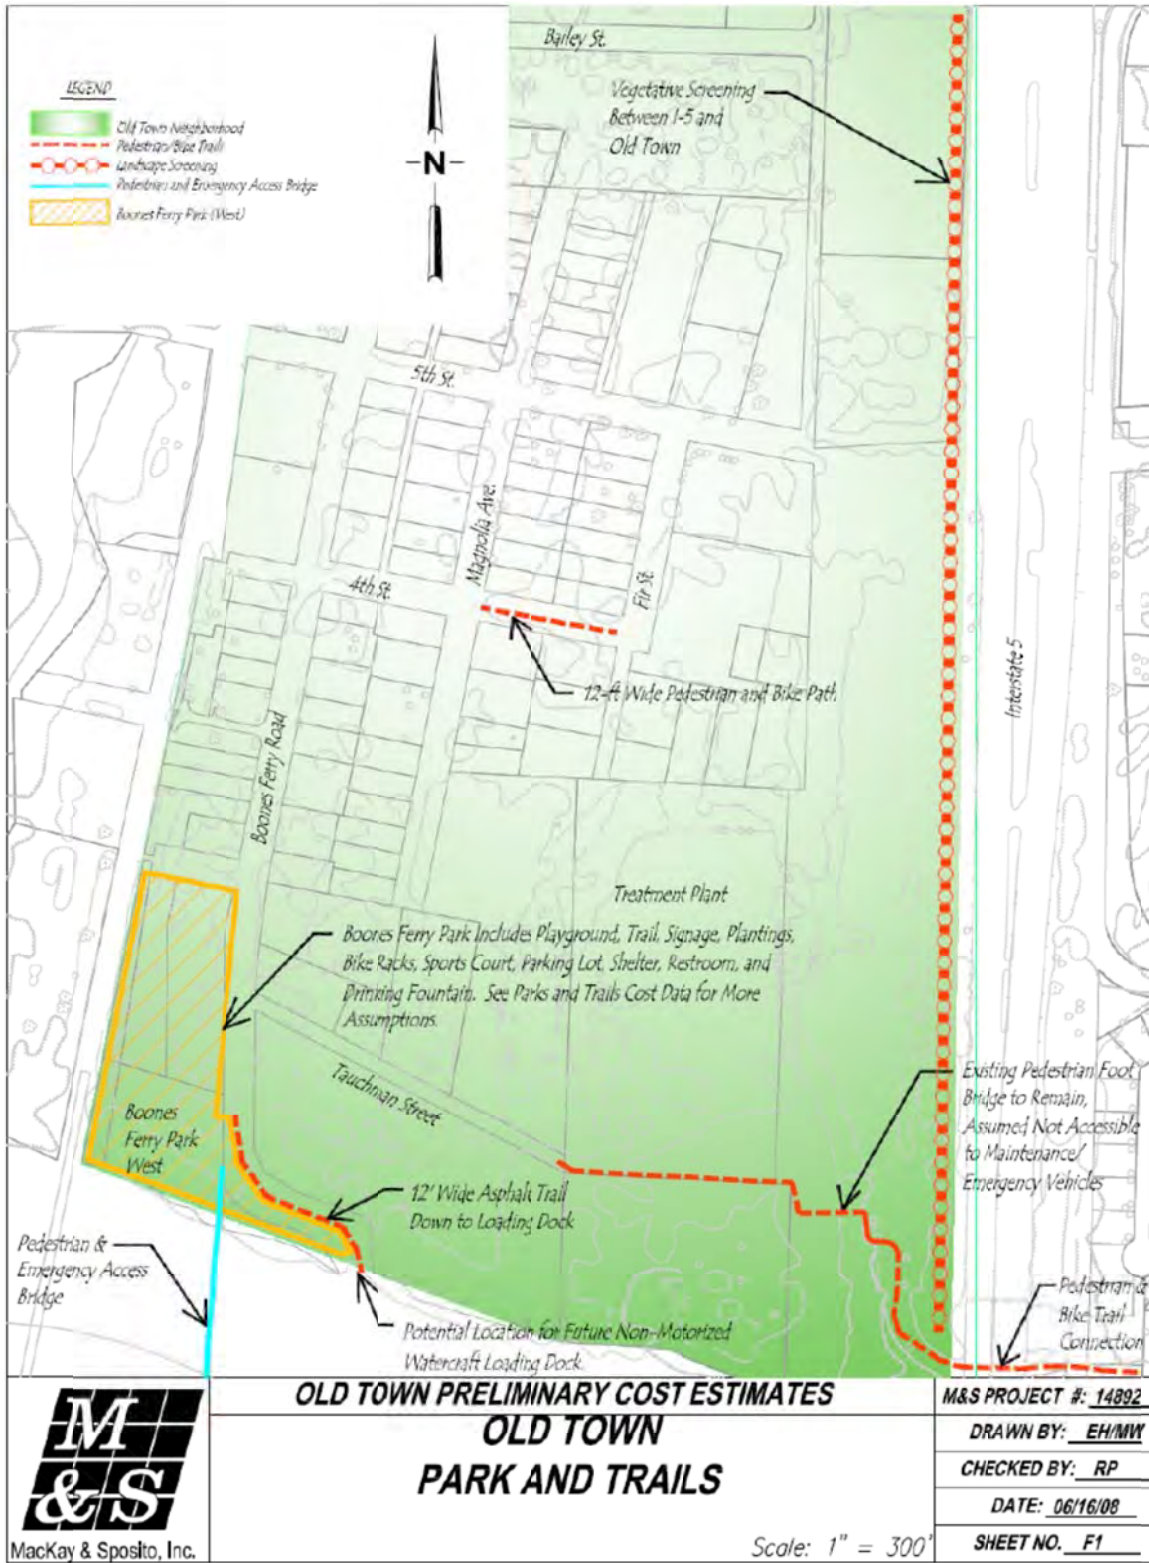 LEGEND
Old Town Neighborhood
Pedestrian/Bike Trail
Landscape Screening
Pedestrian and Emergency Access Bridge
Boones Ferry Park (West)
N
Bailey St.
Vegetative Screening
Between I-5 and
Old Town
5th St.
Magnolia Ave.
4th St.
Fir St.
12-ft Wide Pedestrian and Bike Path
Interstate 5
Boones Ferry Road
Treatment Plant
Boones Ferry Park Includes Playground, Trail, Signage, Plantings,
Bike Racks, Sports Court, Parking Lot, Shelter, Restroom, and
Drinking Fountain. See Parks and Trails Cost Data for More
Assumptions.
Tauchman Street
Existing Pedestrian Foot
Bridge to Remain,
Assumed Not Accessible
to Maintenance/
Emergency Vehicles
Boones
Ferry Park
West
12' Wide Asphalt Trail
Down to Loading Dock
Pedestrian &
Emergency Access
Bridge
Pedestrian &
Bike Trail
Connection
Potential Location for Future Non-Motorized
Watercraft Loading Dock.
M
&S
MacKay & Sposito, Inc.
OLD TOWN PRELIMINARY COST ESTIMATES
OLD TOWN
PARK AND TRAILS
Scale: 1" = 300'
M&S PROJECT #: 14892
DRAWN BY: EH/MW
CHECKED BY: RP
DATE: 06/16/08
SHEET NO. F1